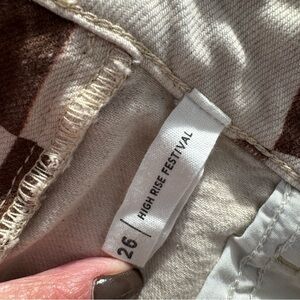 26 | HIGH RISE FESTIVAL